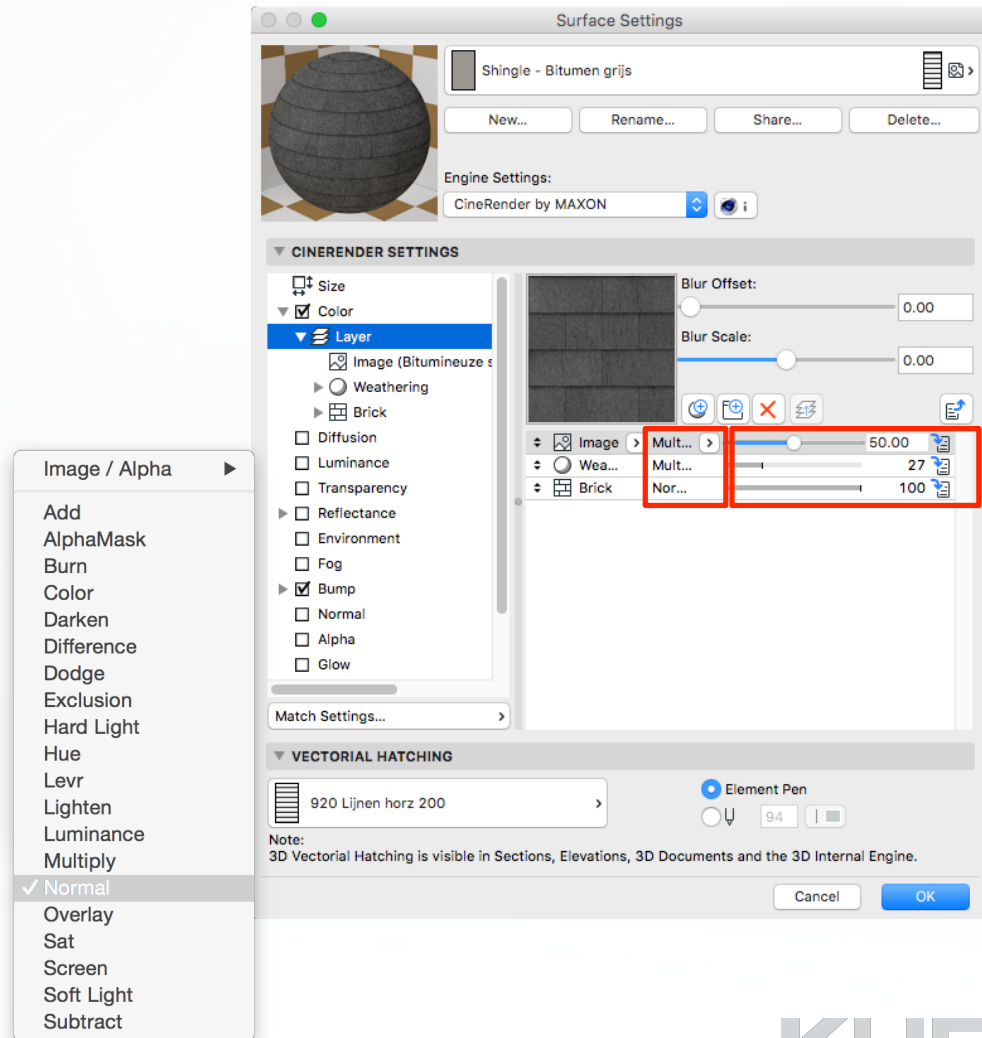 Surface Settings
Shingle - Bitumen grijs
New...
Rename...
Share...
Delete...
Engine Settings:
CineRender by MAXON
i
CINERENDER SETTINGS
Size
Color
Layer
Image (Bitumineuze s
Weathering
Brick
Diffusion
Luminance
Transparency
Reflectance
Environment
Fog
Bump
Normal
Alpha
Glow
Match Settings...
Blur Offset:
0.00
Blur Scale:
0.00
Image Mult... 50.00
Wea... Mult... 27
Brick Nor... 100
VECTORIAL HATCHING
920 Lijnen horz 200
Element Pen
94
Note:
3D Vectorial Hatching is visible in Sections, Elevations, 3D Documents and the 3D Internal Engine.
Cancel
OK
Image / Alpha
Add
AlphaMask
Burn
Color
Darken
Difference
Dodge
Exclusion
Hard Light
Hue
Levr
Lighten
Luminance
Multiply
Normal
Overlay
Sat
Screen
Soft Light
Subtract